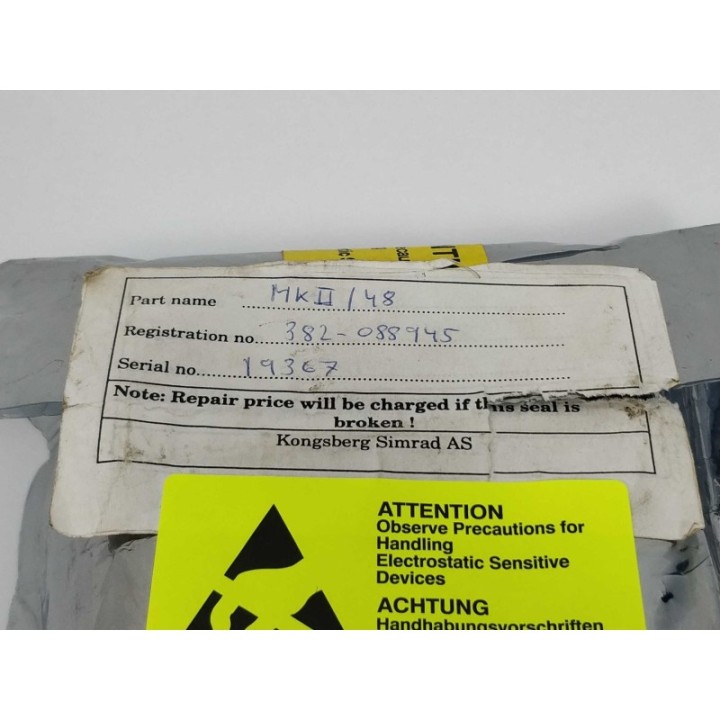 Part name MKII/48
Registration no. 382-088945
Serial no. 19367
Note: Repair price will be charged if this seal is
broken !
Kongsberg Simrad AS
ATTENTION
Observe Precautions for
Handling
Electrostatic Sensitive
Devices
ACHTUNG
Handhabungsvorschriften